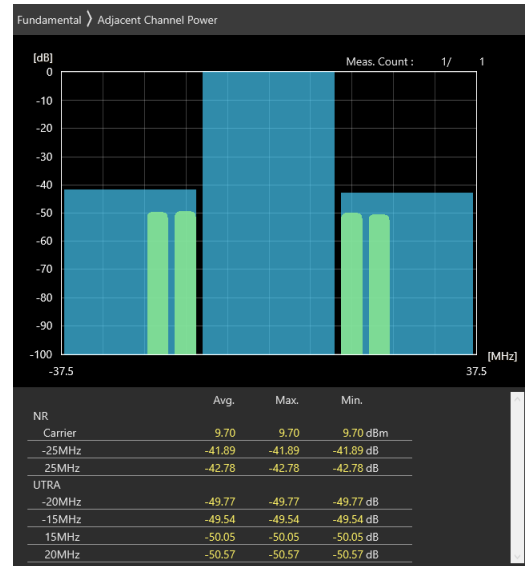 Fundamental 〉 Adjacent Channel Power
[dB]
Meas. Count : 1/ 1
0
-10
-20
-30
-40
-50
-60
-70
-80
-90
-100
[MHz]
-37.5 37.5
Avg. Max. Min.
NR
Carrier 9.70 9.70 9.70 dBm
-25MHz -41.89 -41.89 -41.89 dB
25MHz -42.78 -42.78 -42.78 dB
UTRA
-20MHz -49.77 -49.77 -49.77 dB
-15MHz -49.54 -49.54 -49.54 dB
15MHz -50.05 -50.05 -50.05 dB
20MHz -50.57 -50.57 -50.57 dB